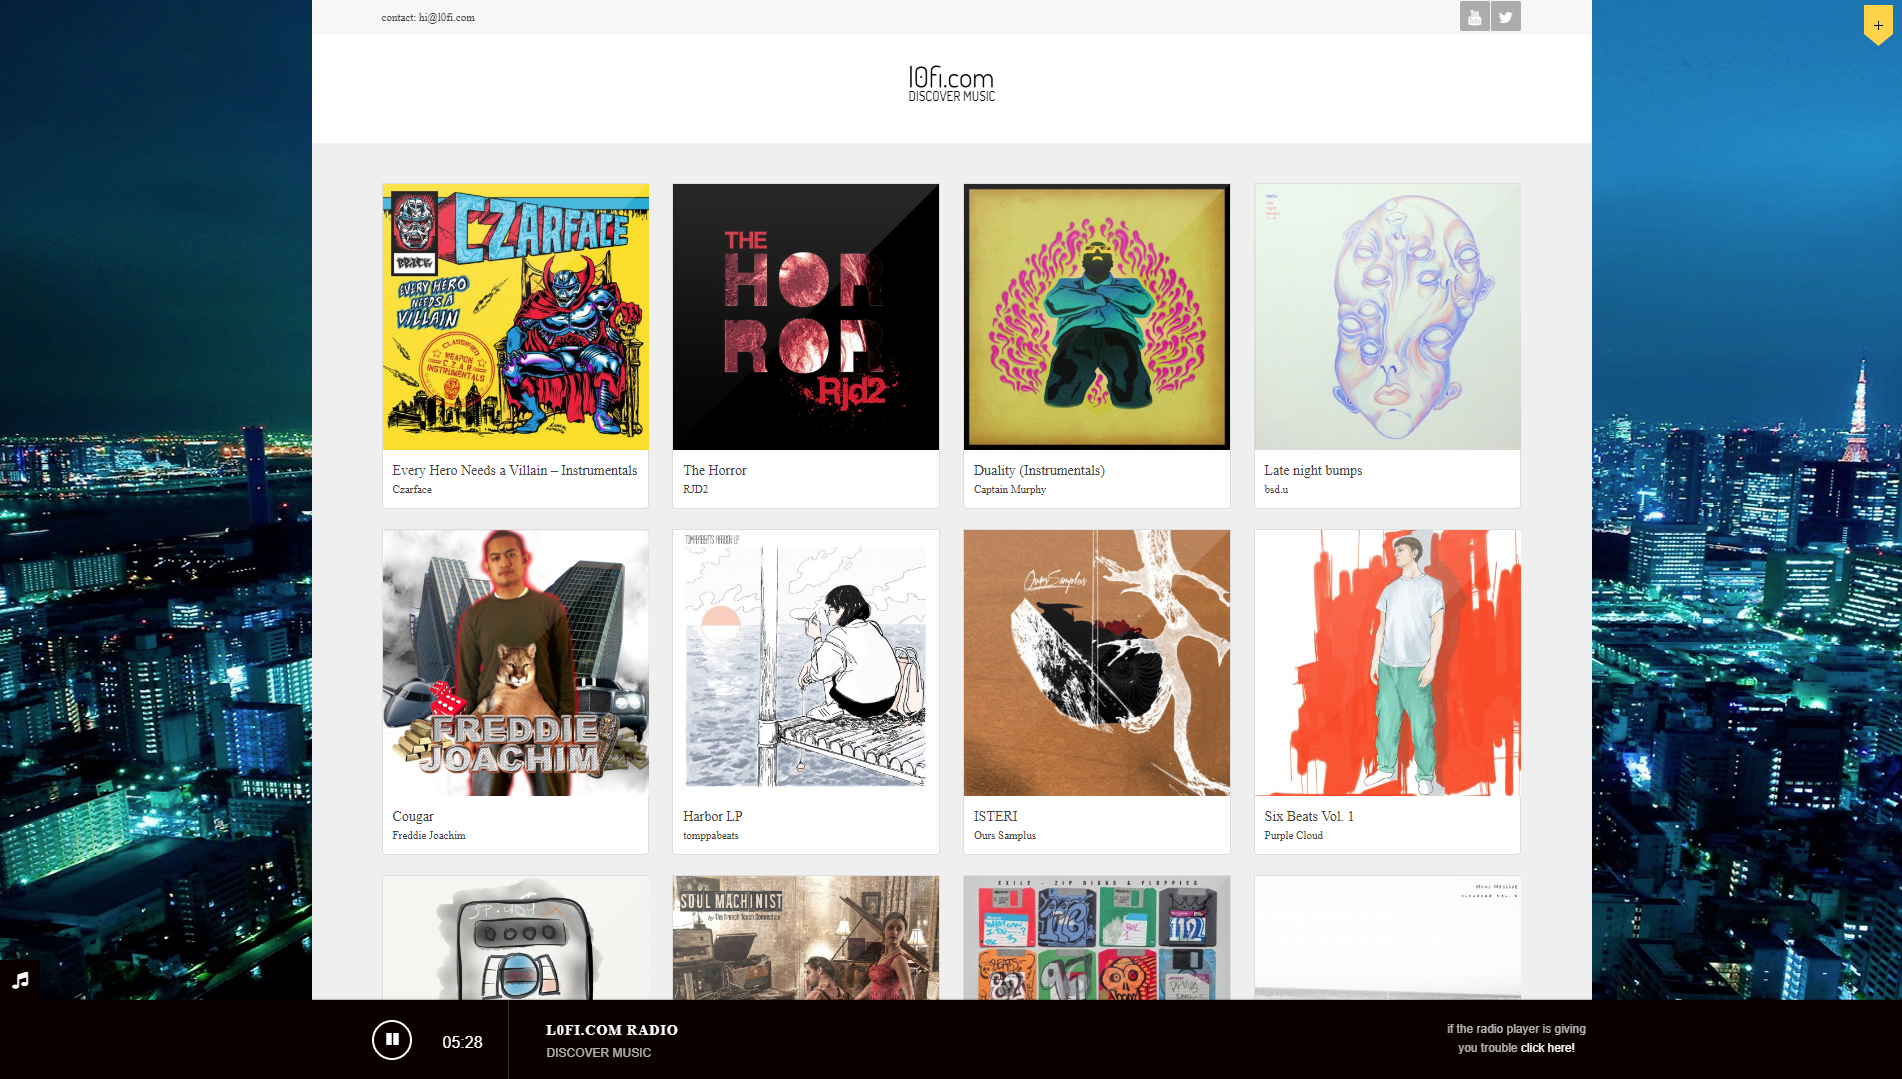 contact: hi@l0fi.com
l0fi.com
DISCOVER MUSIC
CZARFACE
EVERY HERO
NEEDS A
VILLAIN
CLASSIFIED
WEAPON
C.Z.A.R
INSTRUMENTALS
Every Hero Needs a Villain – Instrumentals
Czarface
THE
HOR
ROR
Rjd2
The Horror
RJD2
Duality (Instrumentals)
Captain Murphy
Late night bumps
bsd.u
FREDDIE
JOACHIM
Cougar
Freddie Joachim
TOMPPABEATS HARBOR LP
Harbor LP
tomppabeats
Ours Samplus
ISTERI
Ours Samplus
Six Beats Vol. 1
Purple Cloud
SP-404
SOUL MACHINIST
by The French Touch Connection
EXILE - ZIP DISKS & FLOPPIES
05:28
L0FI.COM RADIO
DISCOVER MUSIC
if the radio player is giving
you trouble click here!